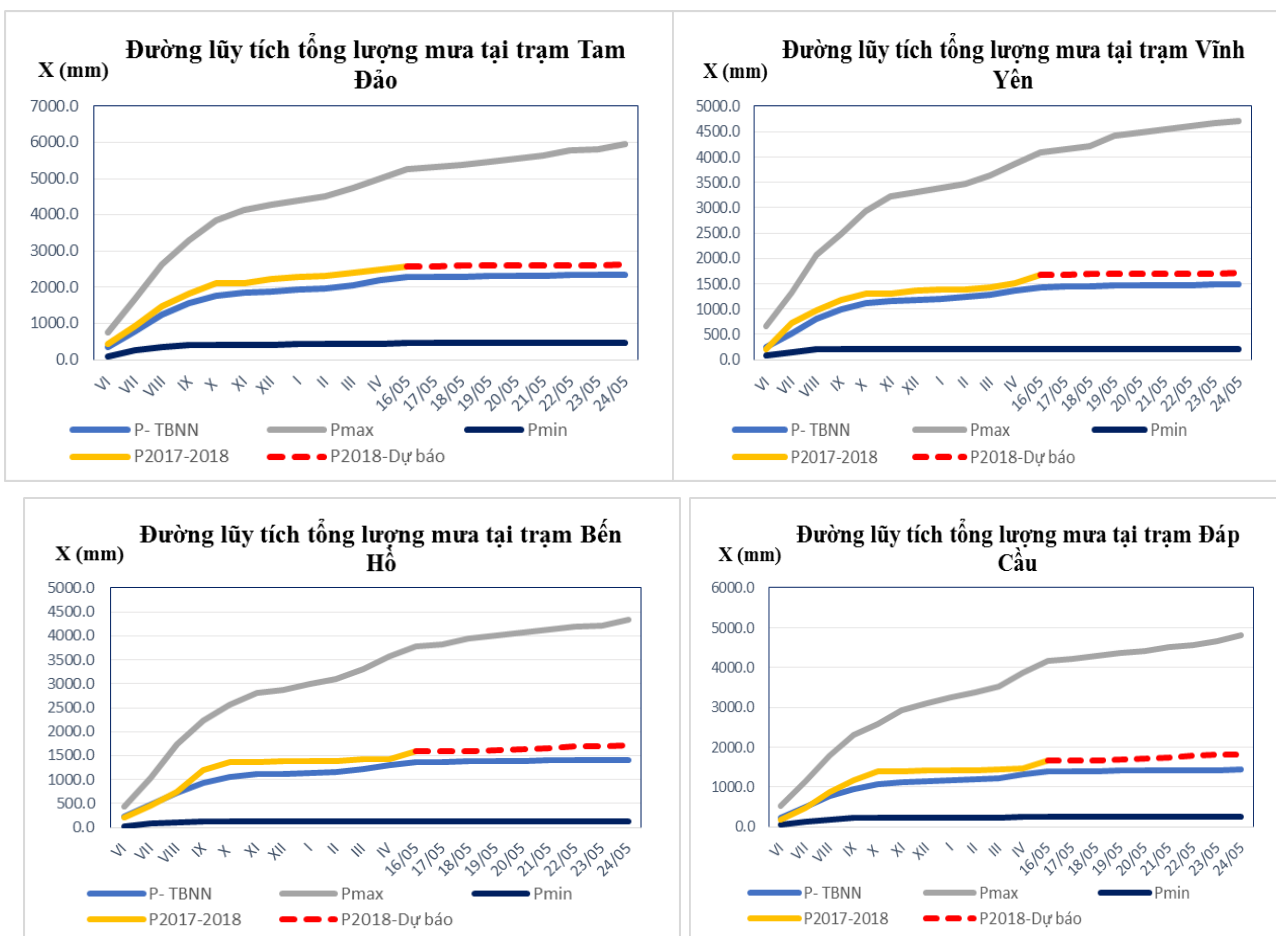 Đường lũy tích tổng lượng mưa tại trạm Tam
Đảo
X (mm)
7000.0
6000.0
5000.0
4000.0
3000.0
2000.0
1000.0
0.0
VI VII VIII IX X XI XII I II III IV 16/05 17/05 18/05 19/05 20/05 21/05 22/05 23/05 24/05
P- TBNN Pmax Pmin
P2017-2018 P2018-Dự báo
Đường lũy tích tổng lượng mưa tại trạm Vĩnh
Yên
X (mm)
5000.0
4500.0
4000.0
3500.0
3000.0
2500.0
2000.0
1500.0
1000.0
500.0
0.0
VI VII VIII IX X XI XII I II III IV 16/05 17/05 18/05 19/05 20/05 21/05 22/05 23/05 24/05
P- TBNN Pmax Pmin
P2017-2018 P2018-Dự báo
Đường lũy tích tổng lượng mưa tại trạm Bến
Hồ
X (mm)
5000.0
4500.0
4000.0
3500.0
3000.0
2500.0
2000.0
1500.0
1000.0
500.0
0.0
VI VII VIII IX X XI XII I II III IV 16/05 17/05 18/05 19/05 20/05 21/05 22/05 23/05 24/05
P- TBNN Pmax Pmin
P2017-2018 P2018-Dự báo
Đường lũy tích tổng lượng mưa tại trạm Đáp
Cầu
X (mm)
6000.0
5000.0
4000.0
3000.0
2000.0
1000.0
0.0
VI VII VIII IX X XI XII I II III IV 16/05 17/05 18/05 19/05 20/05 21/05 22/05 23/05 24/05
P- TBNN Pmax Pmin
P2017-2018 P2018-Dự báo